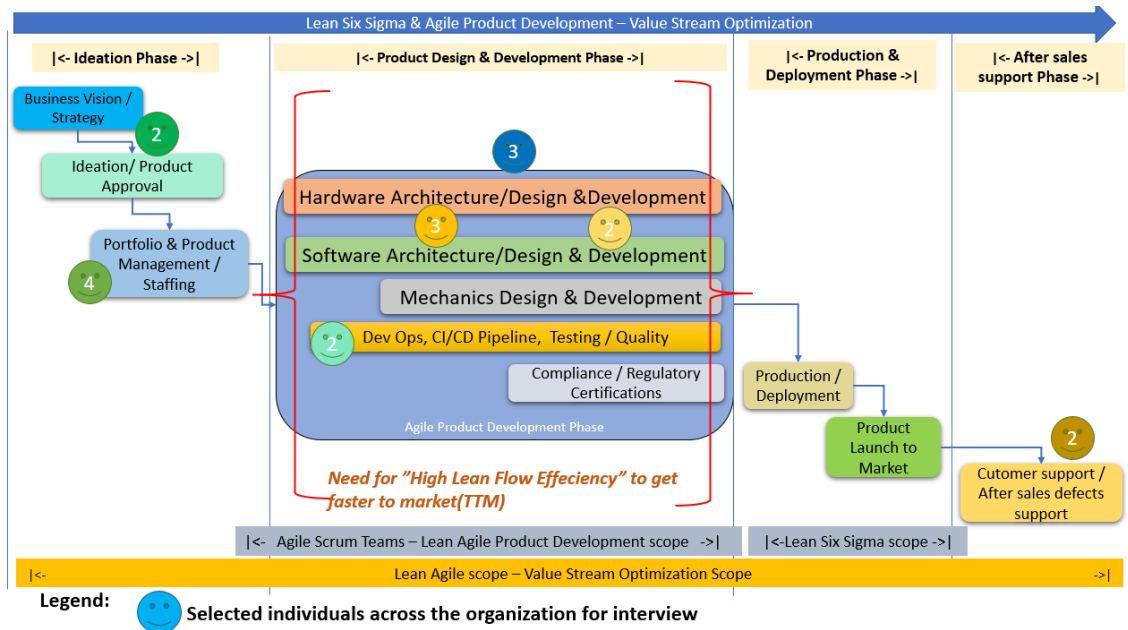 Lean Six Sigma & Agile Product Development – Value Stream Optimization
|<- Ideation Phase ->|
|<- Product Design & Development Phase ->|
|<- Production &
Deployment Phase ->|
|<- After sales
support Phase ->|
Business Vision /
Strategy
2
Ideation/ Product
Approval
Portfolio & Product
Management /
Staffing
4
3
Hardware Architecture/Design &Development
3
2
Software Architecture/Design & Development
Mechanics Design & Development
2
Dev Ops, CI/CD Pipeline, Testing / Quality
Compliance / Regulatory
Certifications
Agile Product Development Phase
Production /
Deployment
Product
Launch to
Market
2
Cutomer support /
After sales defects
support
Need for ”High Lean Flow Effeciency” to get
faster to market(TTM)
|<- Agile Scrum Teams – Lean Agile Product Development scope ->|
|<-Lean Six Sigma scope ->|
|<- Lean Agile scope – Value Stream Optimization Scope ->|
Legend:
Selected individuals across the organization for interview